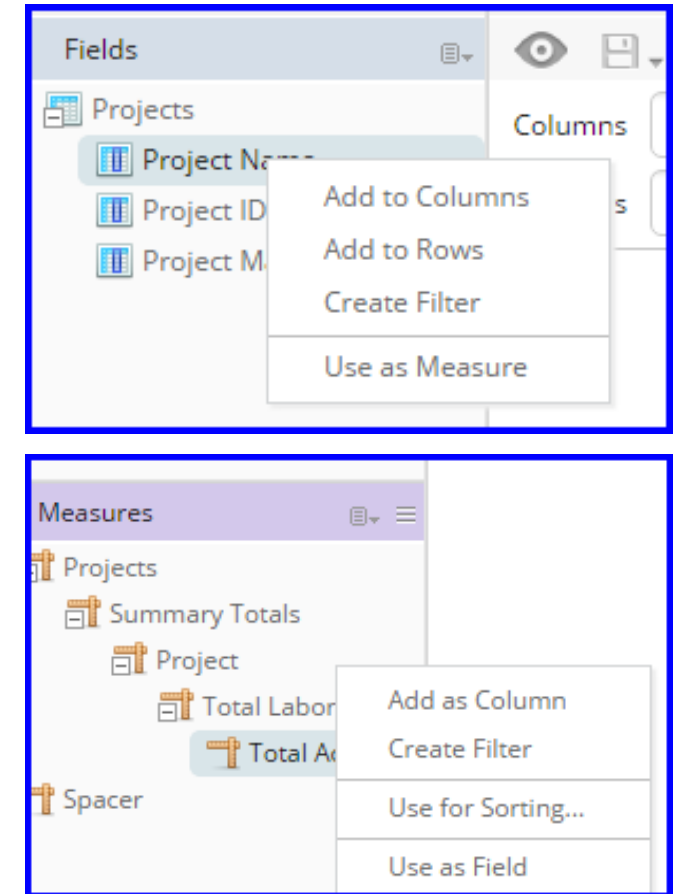 Fields
Projects
Columns
Project
Project ID
Project
Add to Columns
Add to Rows
Create Filter
Use as Measure
Measures
Projects
Summary Totals
Project
Total Labor
Add as Column
Total
Create Filter
Spacer
Use for Sorting...
Use as Field